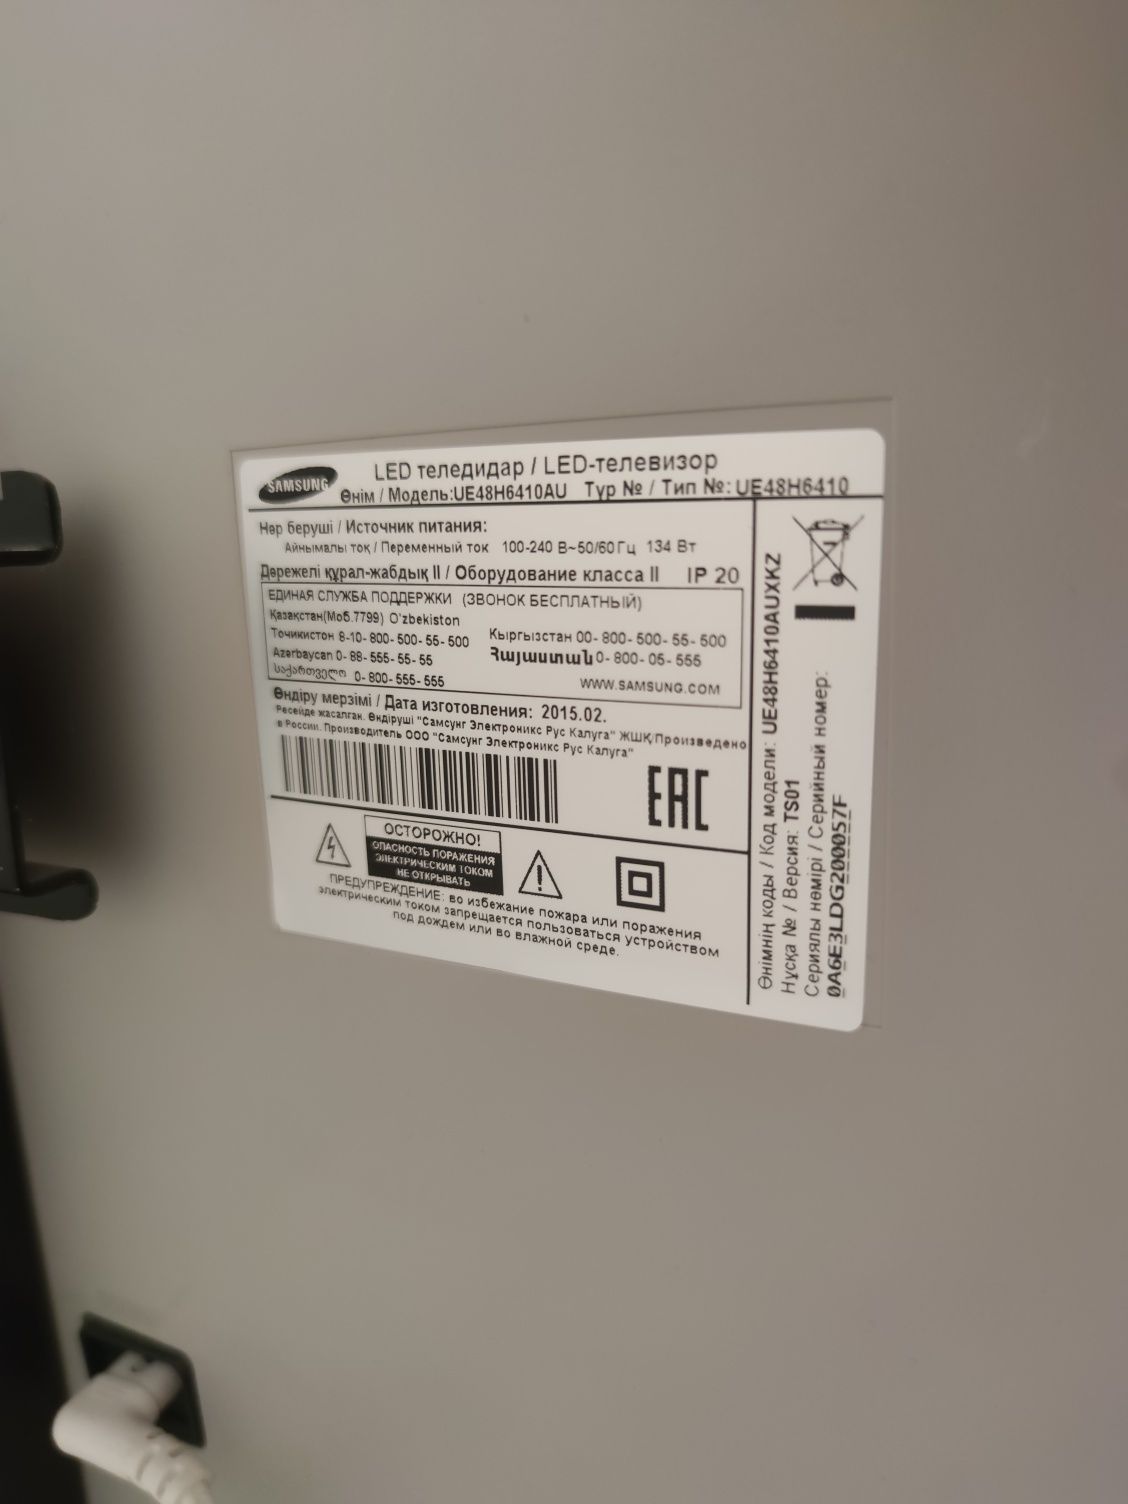 SAMSUNG
LED теледидар / LED-телевизор
Өнім / Модель:UE48H6410AU Түр № / Тип №: UE48H6410
Нәр беруші / Источник питания:
Айнымалы ток / Переменный ток 100-240 В~50/60 Гц 134 Вт
Дәрежелі құрал-жабдық II / Оборудование класса II IP 20
ЕДИНАЯ СЛУЖБА ПОДДЕРЖКИ (ЗВОНОК БЕСПЛАТНЫЙ)
Казакстан(Моб.7799) O'zbekiston
Точикистон 8-10-800-500-55-500 Кыргызстан 00-800-500-55-500
Azerbaycan 0-88-555-55-55 Հայաստան 0-800-05-555
საქართველო 0-800-555-555 WWW.SAMSUNG.COM
Өндіру мерзімі / Дата изготовления: 2015.02.
Ресейде жасалған. Өндіруші "Самсунг Электроникс Рус Калуга" ЖШҚ/Произведено
в России. Производитель ООО "Самсунг Электроникс Рус Калуга"
EAC
ОСТОРОЖНО!
ОПАСНОСТЬ ПОРАЖЕНИЯ
ЭЛЕКТРИЧЕСКИМ ТОКОМ
НЕ ОТКРЫВАТЬ
ПРЕДУПРЕЖДЕНИЕ: во избежание пожара или поражения
электрическим током запрещается пользоваться устройством
под дождем или во влажной среде.
Өнімнің коды / Код модели: UE48H6410AUXKZ
Нұсқа № / Версия: TS01
Сериялы нөмірі / Серийный номер:
0A6E3LDG200057F